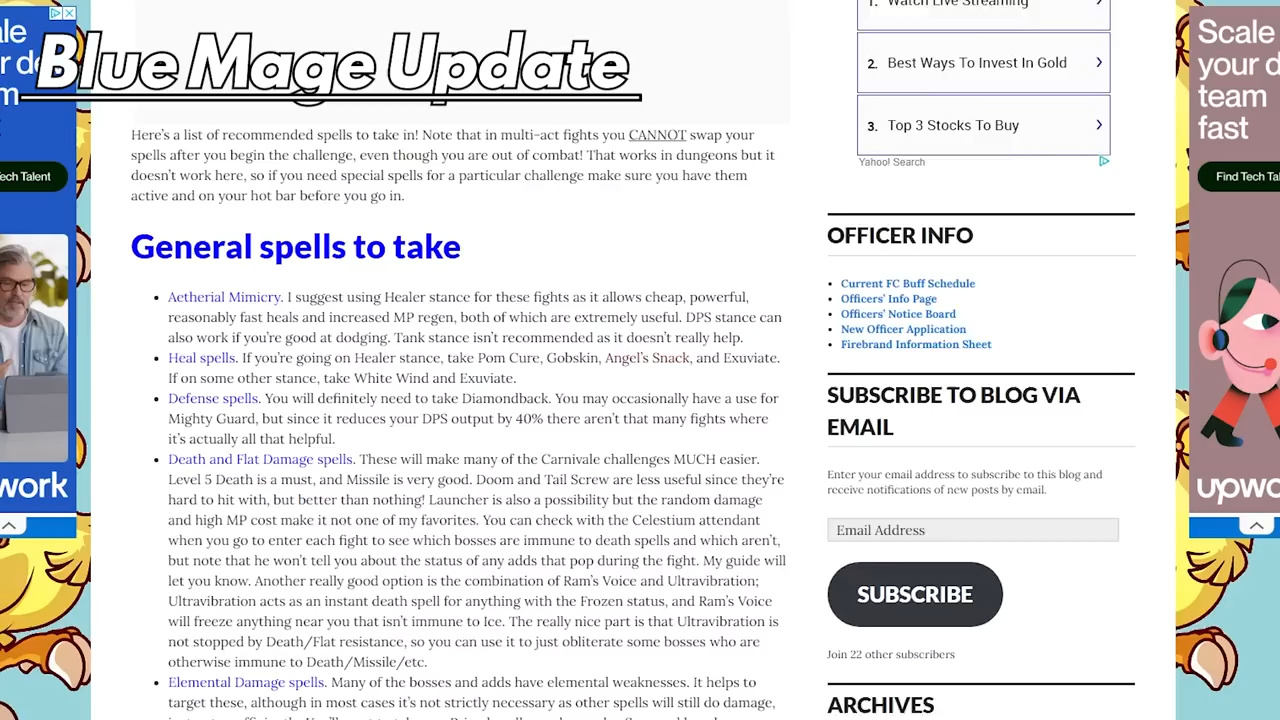 Blue Mage Update
Here's a list of recommended spells to take in! Note that in multi-act fights you CANNOT swap your
spells after you begin the challenge, even though you are out of combat! That works in dungeons but it
doesn't work here, so if you need special spells for a particular challenge make sure you have them
active and on your hot bar before you go in.
General spells to take
• Aetherial Mimicry. I suggest using Healer stance for these fights as it allows cheap, powerful,
reasonably fast heals and increased MP regen, both of which are extremely useful. DPS stance can
also work if you're good at dodging. Tank stance isn't recommended as it doesn't really help.
• Heal spells. If you're going on Healer stance, take Pom Cure, Gobskin, Angel's Snack, and Exuviate.
If on some other stance, take White Wind and Exuviate.
• Defense spells. You will definitely need to take Diamondback. You may occasionally have a use for
Mighty Guard, but since it reduces your DPS output by 40% there aren't that many fights where
it's actually all that helpful.
• Death and Flat Damage spells. These will make many of the Carnivale challenges MUCH easier.
Level 5 Death is a must, and Missile is very good. Doom and Tail Screw are less useful since they're
hard to hit with, but better than nothing! Launcher is also a possibility but the random damage
and high MP cost make it not one of my favorites. You can check with the Celestium attendant
when you go to enter each fight to see which bosses are immune to death spells and which aren't,
but note that he won't tell you about the status of any adds that pop during the fight. My guide will
let you know. Another really good option is the combination of Ram's Voice and Ultravibration;
Ultravibration acts as an instant death spell for anything with the Frozen status, and Ram's Voice
will freeze anything near you that isn't immune to Ice. The really nice part is that Ultravibration is
not stopped by Death/Flat resistance, so you can use it to just obliterate some bosses who are
otherwise immune to Death/Missile/etc.
• Elemental Damage spells. Many of the bosses and adds have elemental weaknesses. It helps to
target these, although in most cases it's not strictly necessary as other spells will still do damage,
1. Watch Live Streaming
2. Best Ways To Invest In Gold
3. Top 3 Stocks To Buy
Yahoo! Search
OFFICER INFO
• Current FC Buff Schedule
• Officers' Info Page
• Officers' Notice Board
• New Officer Application
• Firebrand Information Sheet
SUBSCRIBE TO BLOG VIA
EMAIL
Enter your email address to subscribe to this blog and
receive notifications of new posts by email.
Email Address
SUBSCRIBE
Join 22 other subscribers
ARCHIVES
ech Talent
work
Scale
your d
team
fast
Find Tech Tal
upwo